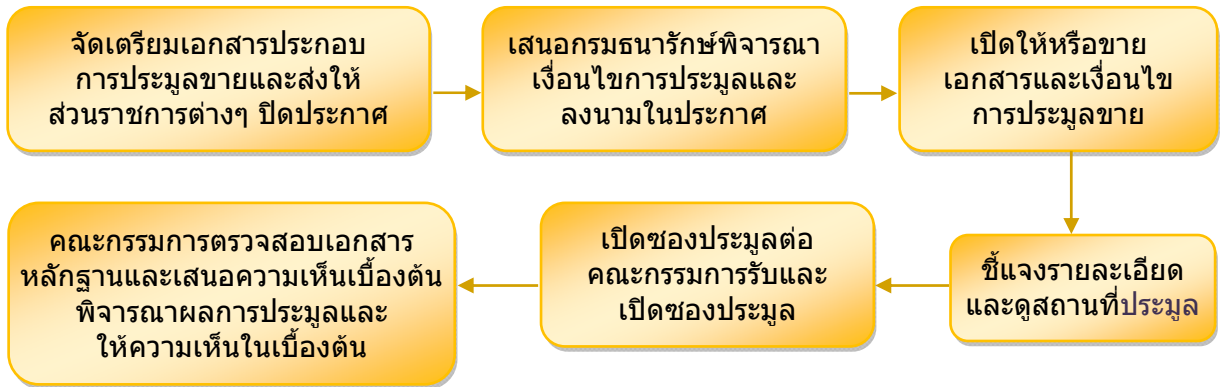 จัดเตรียมเอกสารประกอบ
การประมูลขายและส่งให้
ส่วนราชการต่างๆ ปิดประกาศ
เสนอกรมธนารักษ์พิจารณา
เงื่อนไขการประมูลและ
ลงนามในประกาศ
เปิดให้หรือขาย
เอกสารและเงื่อนไข
การประมูลขาย
ชี้แจงรายละเอียด
และดูสถานที่ประมูล
เปิดซองประมูลต่อ
คณะกรรมการรับและ
เปิดซองประมูล
คณะกรรมการตรวจสอบเอกสาร
หลักฐานและเสนอความเห็นเบื้องต้น
พิจารณาผลการประมูลและ
ให้ความเห็นในเบื้องต้น